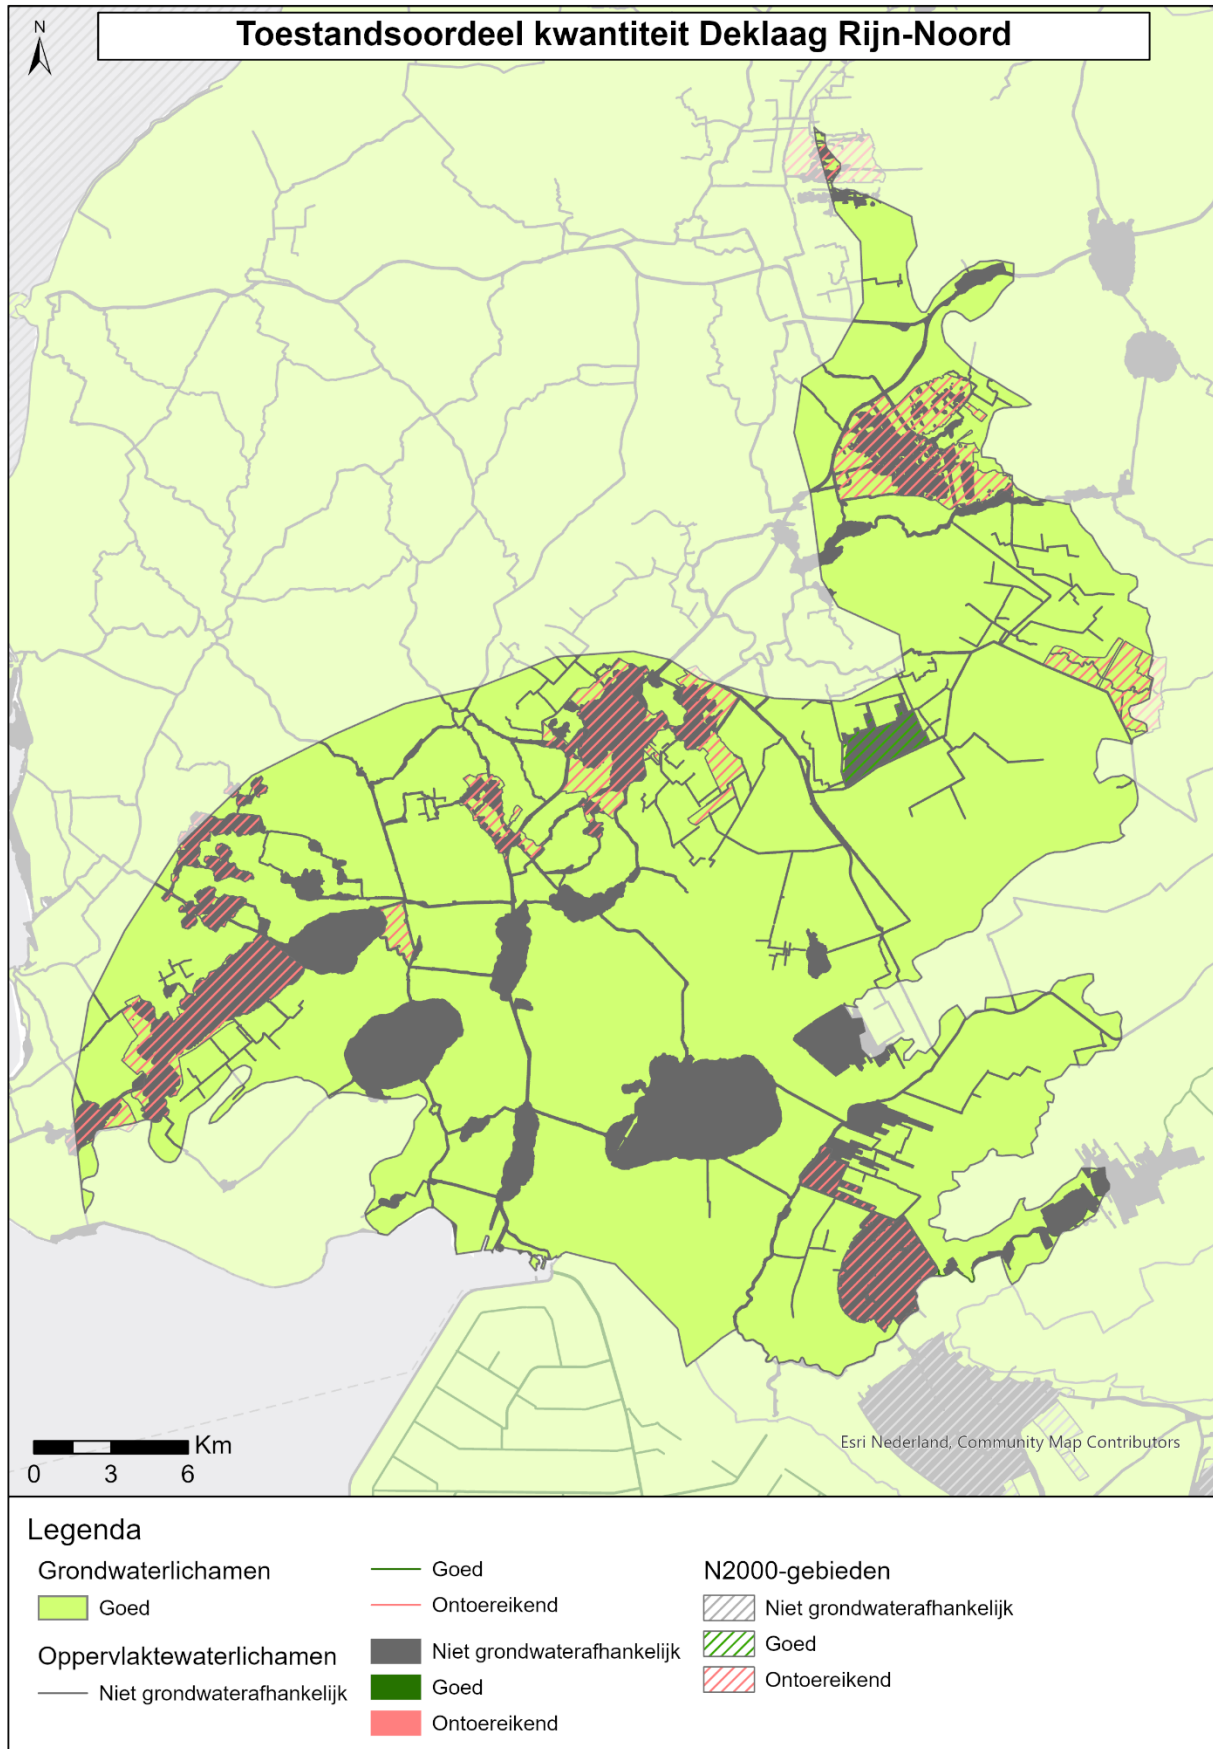 Toestandsoordeel kwantiteit Deklaag Rijn-Noord
N
Km
0 3 6
Esri Nederland, Community Map Contributors
Legenda
Grondwaterlichamen
Goed
Oppervlaktewaterlichamen
Niet grondwaterafhankelijk
Goed
Ontoereikend
Niet grondwaterafhankelijk
Goed
Ontoereikend
N2000-gebieden
Niet grondwaterafhankelijk
Goed
Ontoereikend